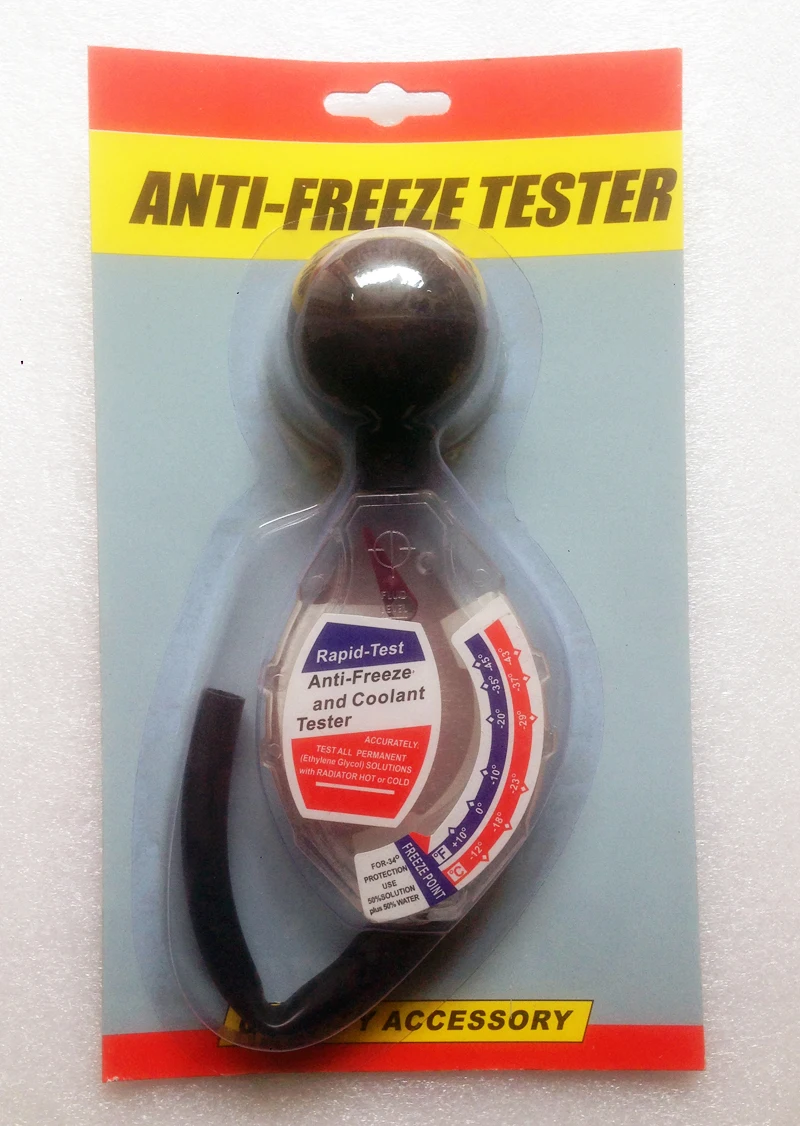 ANTI-FREEZE TESTER
FLUID
LEVEL
Rapid-Test
Anti-Freeze
and Coolant
Tester
ACCURATELY.
TEST ALL PERMANENT
(Ethylene Glycol) SOLUTIONS
with RADIATOR HOT or COLD
-45° -43°
-35° -37°
-20° -29°
-10° -23°
0° -18°
+10° -12°
°F °C
FREEZE POINT
FOR-34°
PROTECTION
USE
50%SOLUTION
plus 50% WATER
ACCESSORY